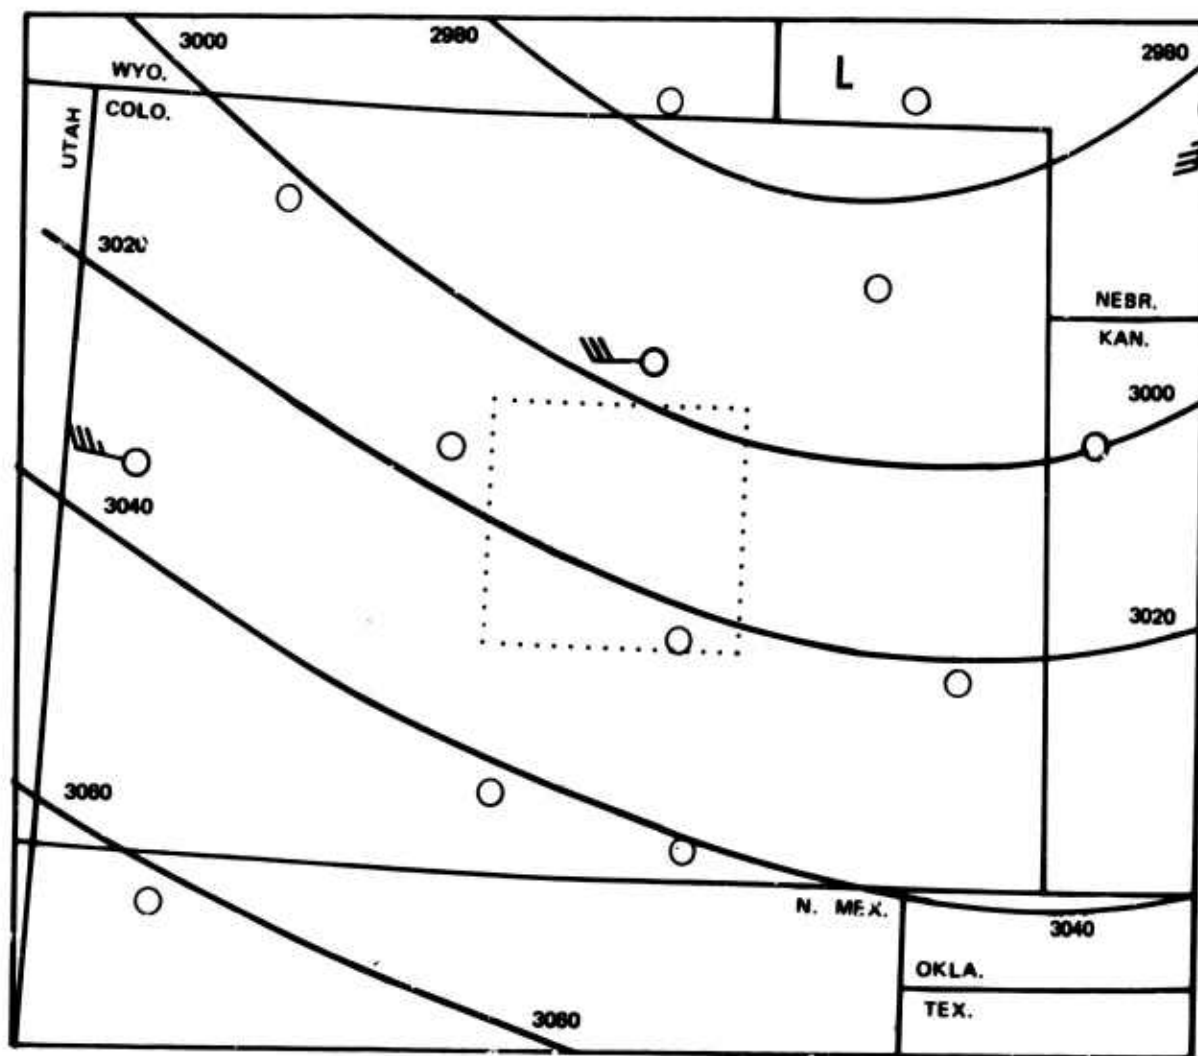 3000
2980
2980
L
WYO.
COLO.
UTAH
3020
NEBR.
KAN.
3000
3040
3020
3060
N. MEX.
3040
OKLA.
TEX.
3060